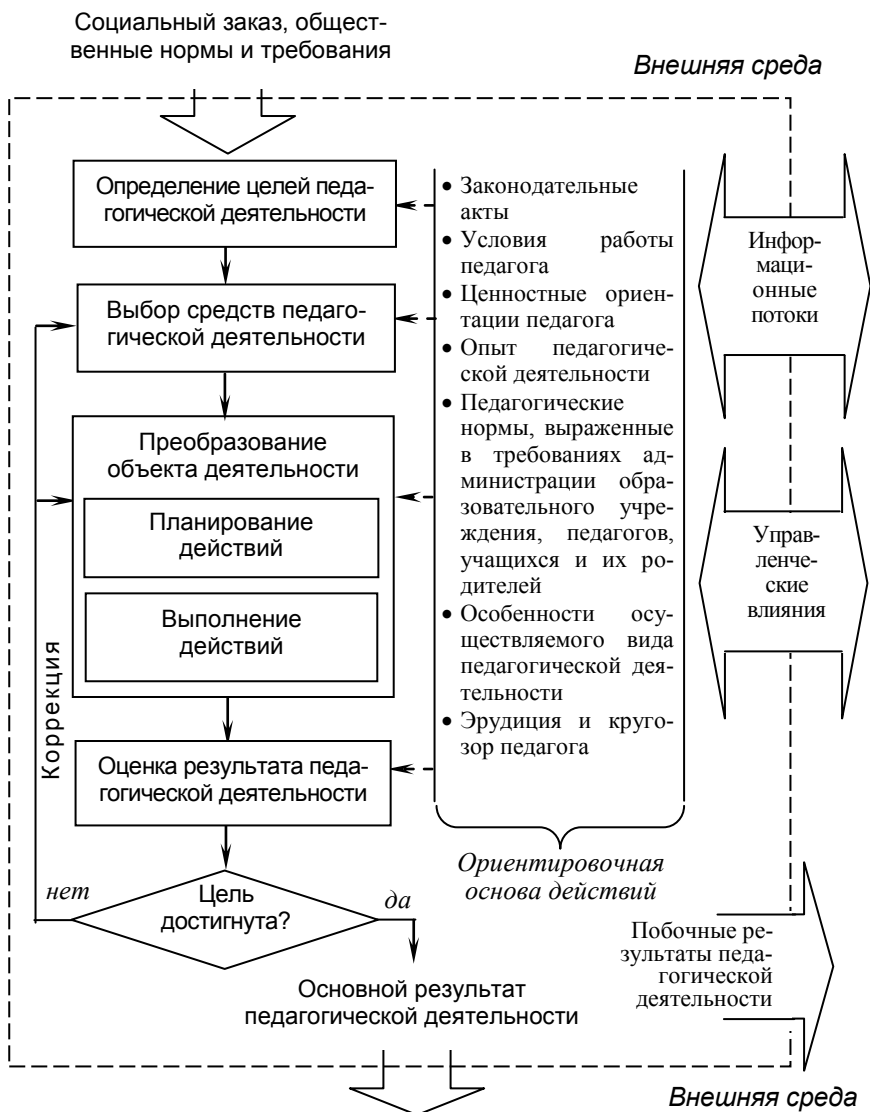 Социальный заказ, общест-
венные нормы и требования
Внешняя среда
Определение целей педа-
гогической деятельности
Выбор средств педаго-
гической деятельности
Преобразование
объекта деятельности
Планирование
действий
Выполнение
действий
Коррекция
Оценка результата педа-
гогической деятельности
нет
Цель
достигнута?
да
Основной результат
педагогической деятельности
• Законодательные
акты
• Условия работы
педагога
• Ценностные ориен-
тации педагога
• Опыт педагогиче-
ской деятельности
• Педагогические
нормы, выраженные
в требованиях ад-
министрации обра-
зовательного учре-
ждения, педагогов,
учащихся и их ро-
дителей
• Особенности осу-
ществляемого вида
педагогической дея-
тельности
• Эрудиция и круго-
зор педагога
Ориентировочная
основа действий
Инфор-
маци-
онные
потоки
Управ-
ленче-
ские
влияния
Побочные ре-
зультаты педа-
гогической
деятельности
Внешняя среда